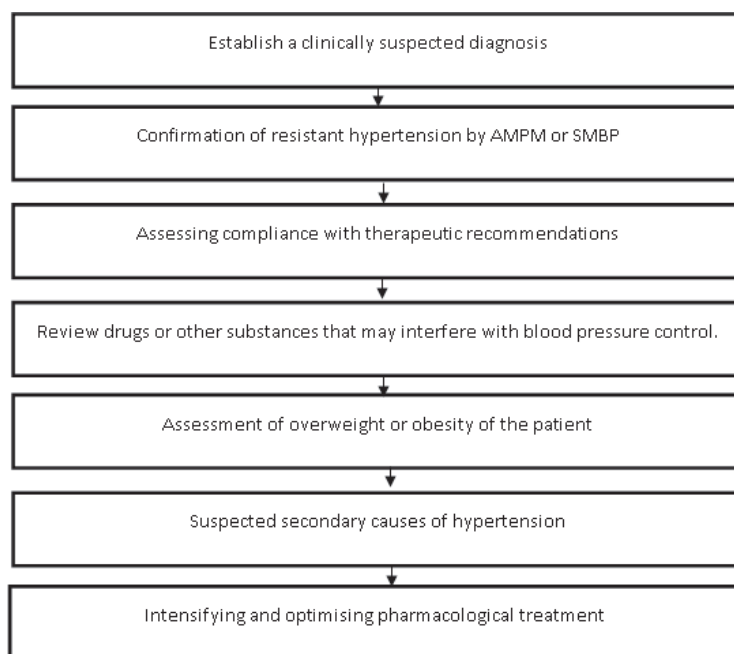 Establish a clinically suspected diagnosis
Confirmation of resistant hypertension by AMPM or SMBP
Assessing compliance with therapeutic recommendations
Review drugs or other substances that may interfere with blood pressure control.
Assessment of overweight or obesity of the patient
Suspected secondary causes of hypertension
Intensifying and optimising pharmacological treatment